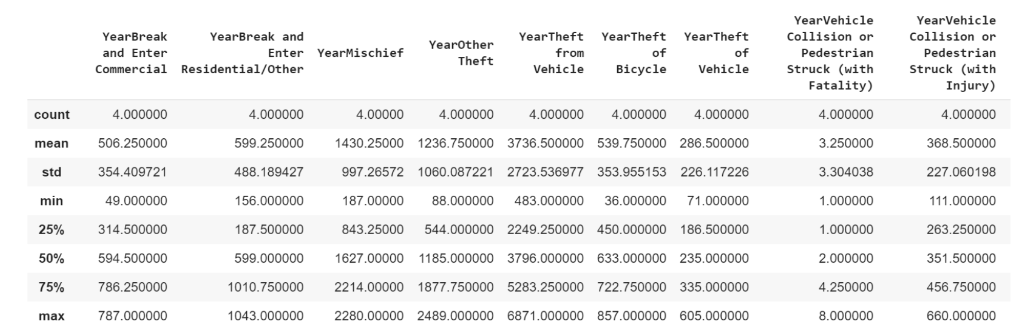 YearBreak and Enter Commercial YearBreak and Enter Residential/Other YearMischief YearOther Theft YearTheft from Vehicle YearTheft of Bicycle YearTheft of Vehicle YearVehicle Collision or Pedestrian Struck (with Fatality) YearVehicle Collision or Pedestrian Struck (with Injury)
count 4.000000 4.000000 4.00000 4.000000 4.000000 4.000000 4.000000 4.000000 4.000000
mean 506.250000 599.250000 1430.25000 1236.750000 3736.500000 539.750000 286.500000 3.250000 368.500000
std 354.409721 488.189427 997.26572 1060.087221 2723.536977 353.955153 226.117226 3.304038 227.060198
min 49.000000 156.000000 187.00000 88.000000 483.000000 36.000000 71.000000 1.000000 111.000000
25% 314.500000 187.500000 843.25000 544.000000 2249.250000 450.000000 186.500000 1.000000 263.250000
50% 594.500000 599.000000 1627.00000 1185.000000 3796.000000 633.000000 235.000000 2.000000 351.500000
75% 786.250000 1010.750000 2214.00000 1877.750000 5283.250000 722.750000 335.000000 4.250000 456.750000
max 787.000000 1043.000000 2280.00000 2489.000000 6871.000000 857.000000 605.000000 8.000000 660.000000